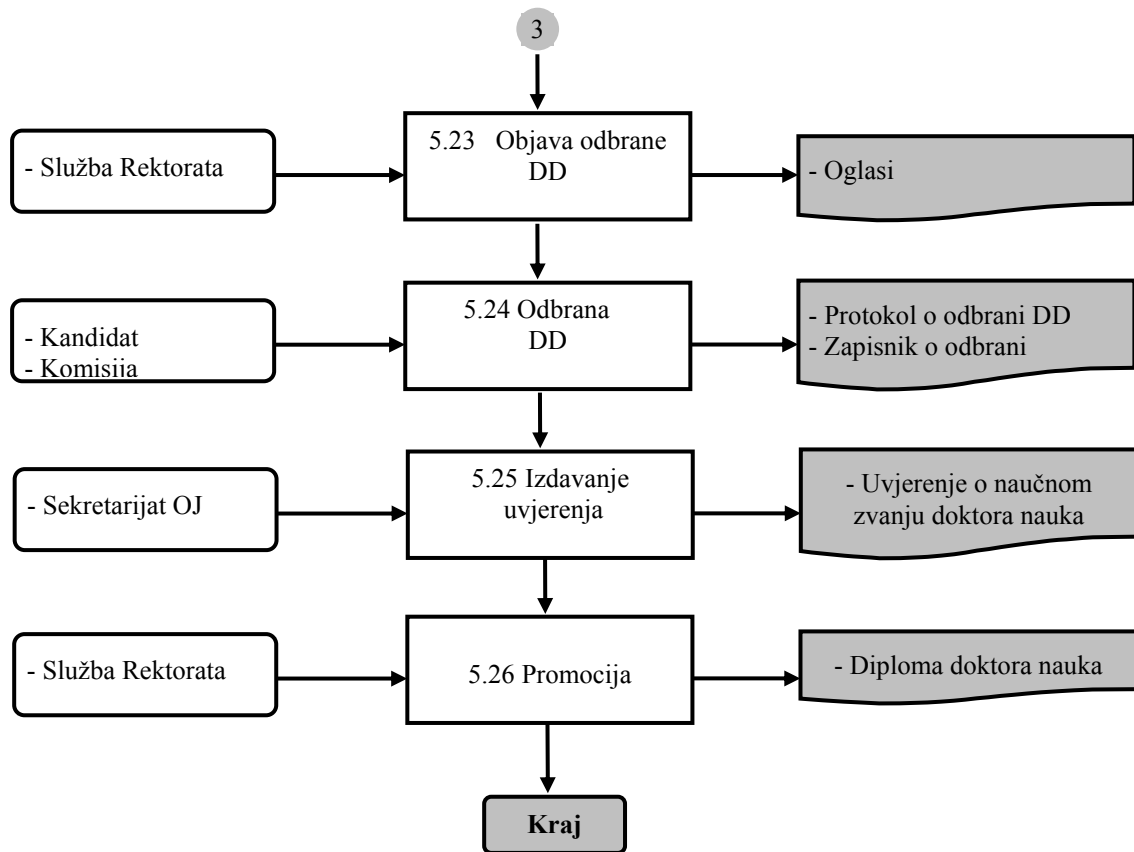 3
- Služba Rektorata
5.23 Objava odbrane
DD
- Oglasi
- Kandidat
- Komisija
5.24 Odbrana
DD
- Protokol o odbrani DD
- Zapisnik o odbrani
- Sekretarijat OJ
5.25 Izdavanje
uvjerenja
- Uvjerenje o naučnom
zvanju doktora nauka
- Služba Rektorata
5.26 Promocija
- Diploma doktora nauka
Kraj